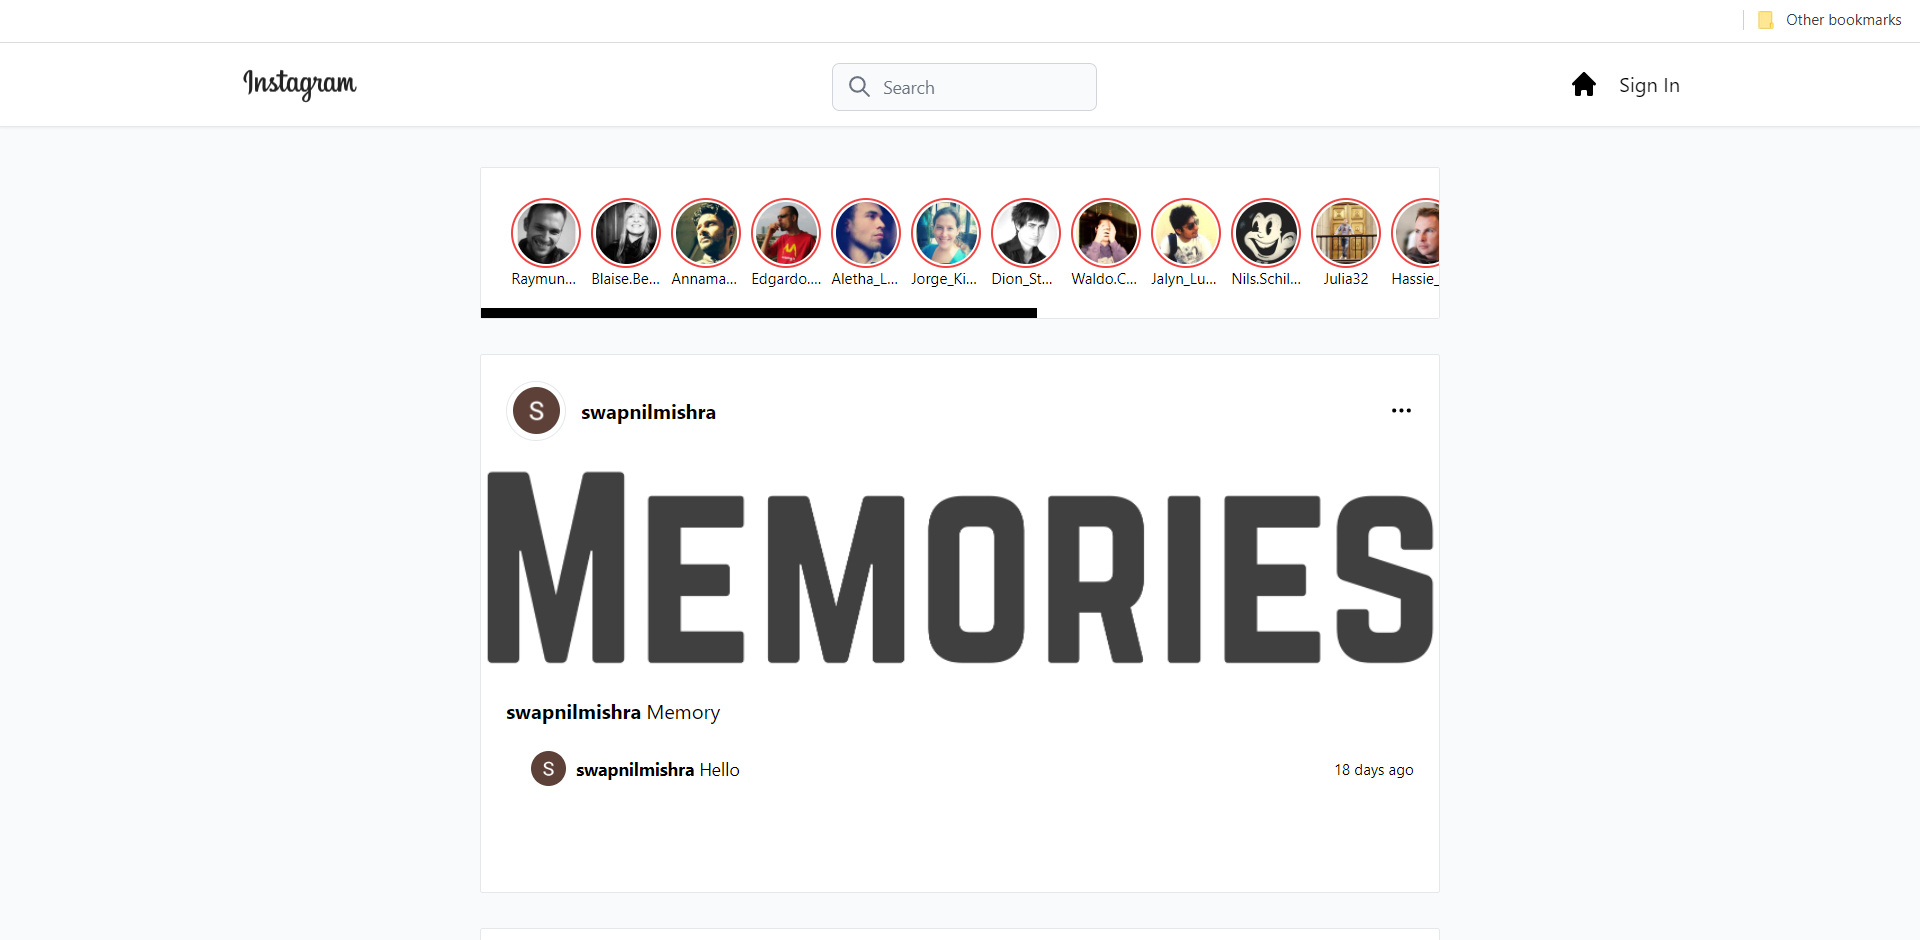 Other bookmarks
Instagram
Search
Sign In
Raymun... Blaise.Be... Annama... Edgardo.... Aletha_L... Jorge_Ki... Dion_St... Waldo.C... Jalyn_Lu... Nils.Schil... Julia32 Hassie_
S swapnilmishra
MEMORIES
swapnilmishra Memory
S swapnilmishra Hello 18 days ago